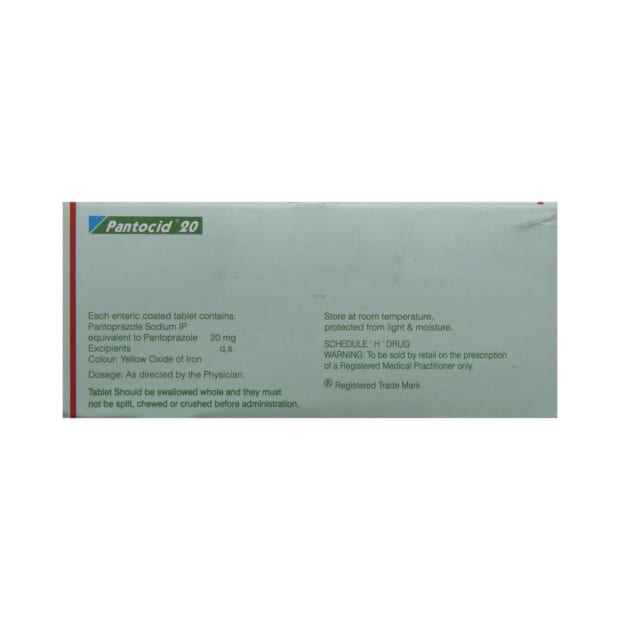 Pantocid® 20
Each enteric coated tablet contains:
Pantoprazole Sodium IP
equivalent to Pantoprazole 20 mg
Excipients q.s.
Colour: Yellow Oxide of Iron
Dosage: As directed by the Physician.
Tablet Should be swallowed whole and they must
not be split, chewed or crushed before administration.
Store at room temperature,
protected from light & moisture.
SCHEDULE ' H ' DRUG
WARNING: To be sold by retail on the prescription
of a Registered Medical Practitioner only.
® Registered Trade Mark